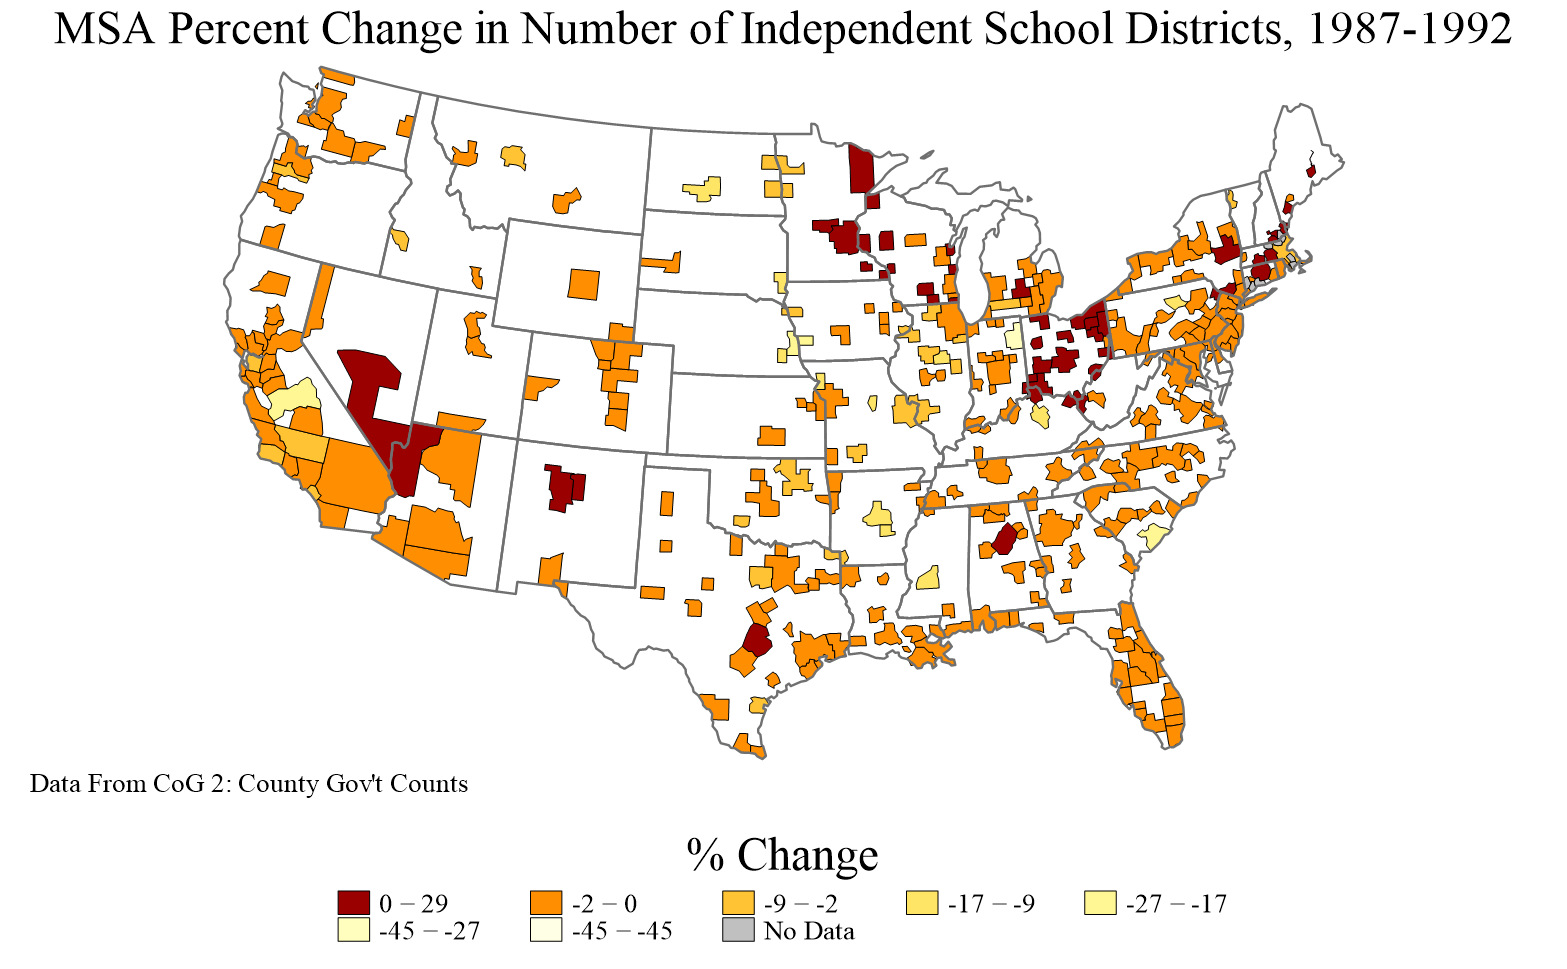 MSA Percent Change in Number of Independent School Districts, 1987-1992
Data From CoG 2: County Gov't Counts
% Change
0 – 29
-2 – 0
-9 – -2
-17 – -9
-27 – -17
-45 – -27
-45 – -45
No Data